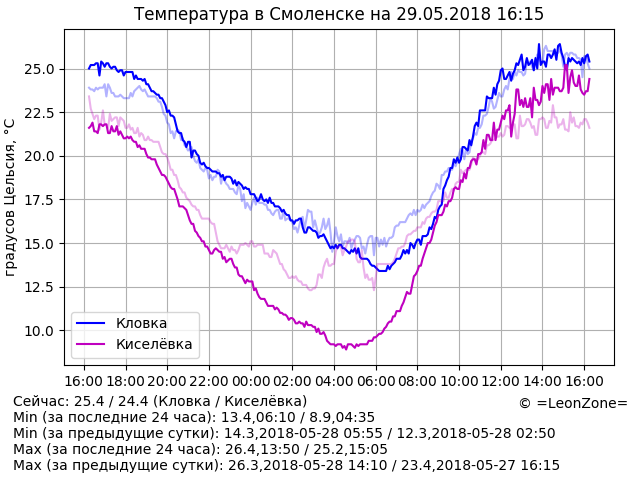 Температура в Смоленске на 29.05.2018 16:15
градусов Цельсия, °C
25.0
22.5
20.0
17.5
15.0
12.5
10.0
Кловка
Киселёвка
16:00 18:00 20:00 22:00 00:00 02:00 04:00 06:00 08:00 10:00 12:00 14:00 16:00
Сейчас: 25.4 / 24.4 (Кловка / Киселёвка)
© =LeonZone=
Min (за последние 24 часа): 13.4,06:10 / 8.9,04:35
Min (за предыдущие сутки): 14.3,2018-05-28 05:55 / 12.3,2018-05-28 02:50
Max (за последние 24 часа): 26.4,13:50 / 25.2,15:05
Max (за предыдущие сутки): 26.3,2018-05-28 14:10 / 23.4,2018-05-27 16:15